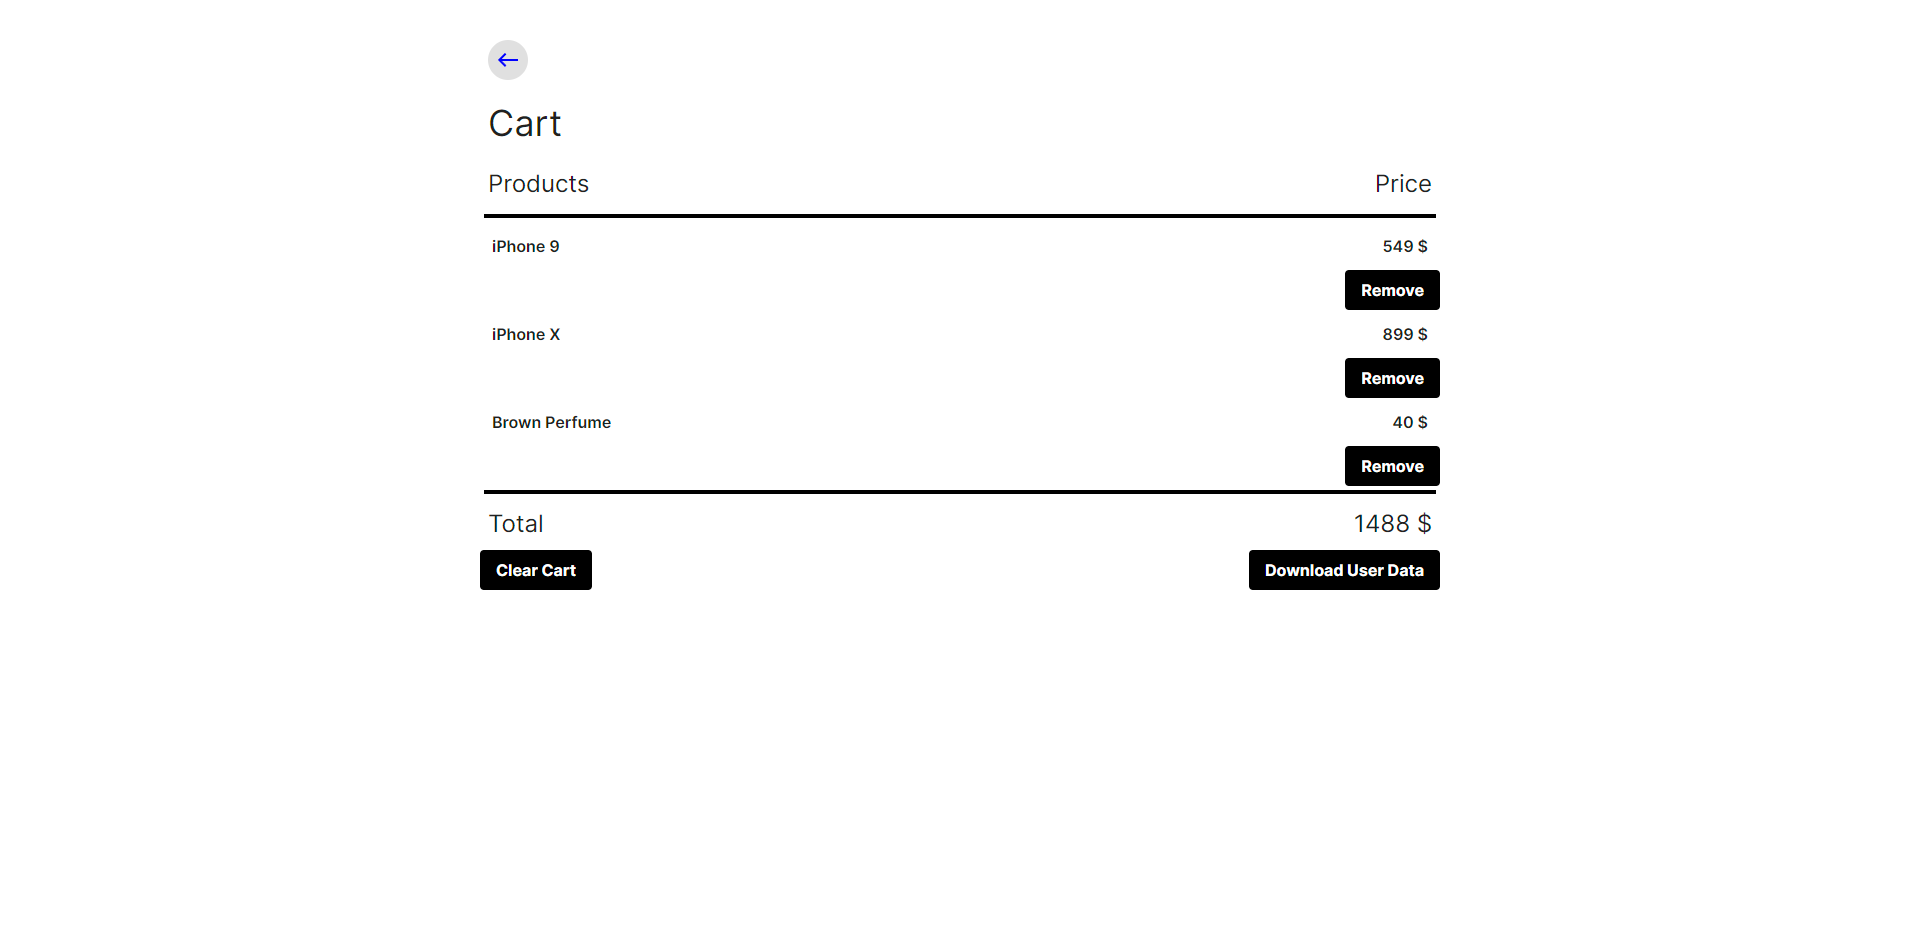 Cart
Products Price
iPhone 9 549 $
Remove
iPhone X 899 $
Remove
Brown Perfume 40 $
Remove
Total 1488 $
Clear Cart Download User Data